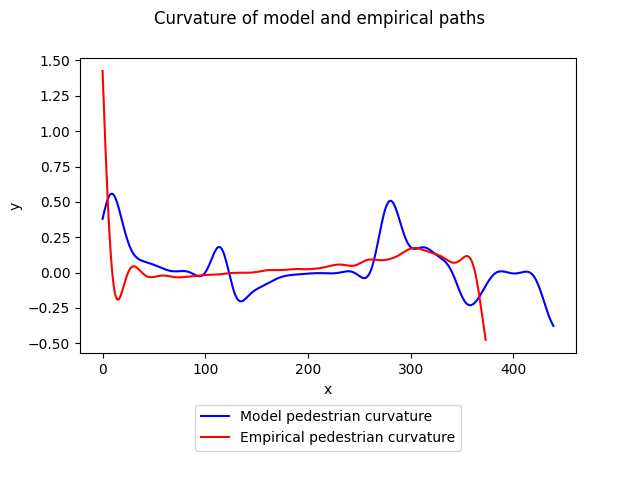 Curvature of model and empirical paths
1.50
1.25
1.00
0.75
0.50
0.25
0.00
−0.25
−0.50
y
0 100 200 300 400
x
Model pedestrian curvature
Empirical pedestrian curvature